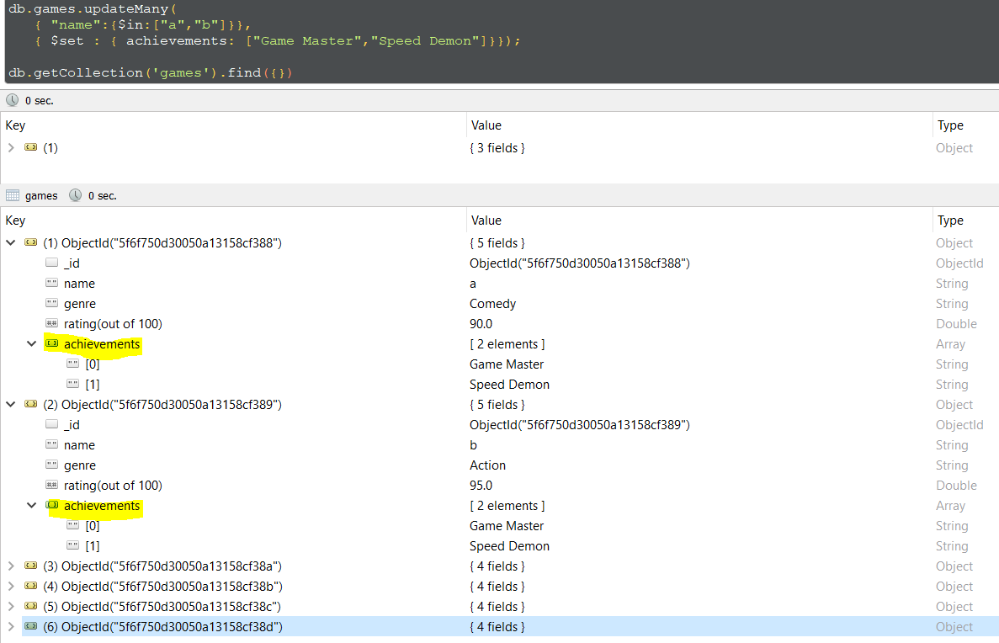 db.games.updateMany(
{ "name":{$in:["a","b"]}},
{ $set : { achievements: ["Game Master","Speed Demon"]}});
db.getCollection('games').find({})
0 sec.
Key Value Type
(1) { 3 fields } Object
games 0 sec.
Key Value Type
(1) ObjectId("5f6f750d30050a13158cf388") { 5 fields } Object
_id ObjectId("5f6f750d30050a13158cf388") ObjectId
name a String
genre Comedy String
rating(out of 100) 90.0 Double
achievements [ 2 elements ] Array
[0] Game Master String
[1] Speed Demon String
(2) ObjectId("5f6f750d30050a13158cf389") { 5 fields } Object
_id ObjectId("5f6f750d30050a13158cf389") ObjectId
name b String
genre Action String
rating(out of 100) 95.0 Double
achievements [ 2 elements ] Array
[0] Game Master String
[1] Speed Demon String
(3) ObjectId("5f6f750d30050a13158cf38a") { 4 fields } Object
(4) ObjectId("5f6f750d30050a13158cf38b") { 4 fields } Object
(5) ObjectId("5f6f750d30050a13158cf38c") { 4 fields } Object
(6) ObjectId("5f6f750d30050a13158cf38d") { 4 fields } Object